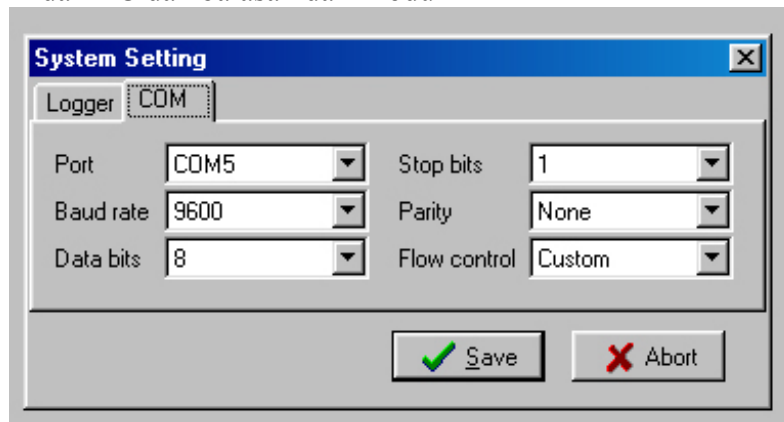 System Setting
Logger COM
Port COM5 Stop bits 1
Baud rate 9600 Parity None
Data bits 8 Flow control Custom
Save Abort